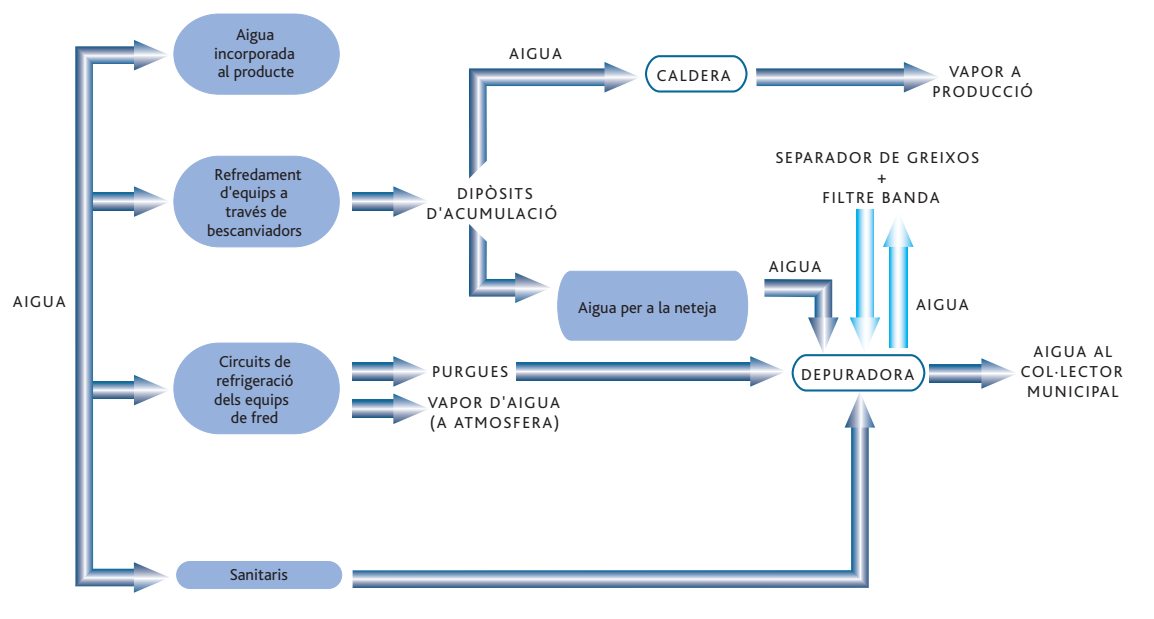 Aigua
incorporada
al producte
AIGUA
CALDERA
VAPOR A
PRODUCCIÓ
SEPARADOR DE GREIXOS
+
FILTRE BANDA
Refredament
d'equips a
través de
bescanviadors
DIPÒSITS
D'ACUMULACIÓ
AIGUA
Aigua per a la neteja
AIGUA
AIGUA
Circuits de
refrigeració
dels equips
de fred
PURGUES
VAPOR D'AIGUA
(A ATMOSFERA)
DEPURADORA
AIGUA AL
COL·LECTOR
MUNICIPAL
Sanitaris